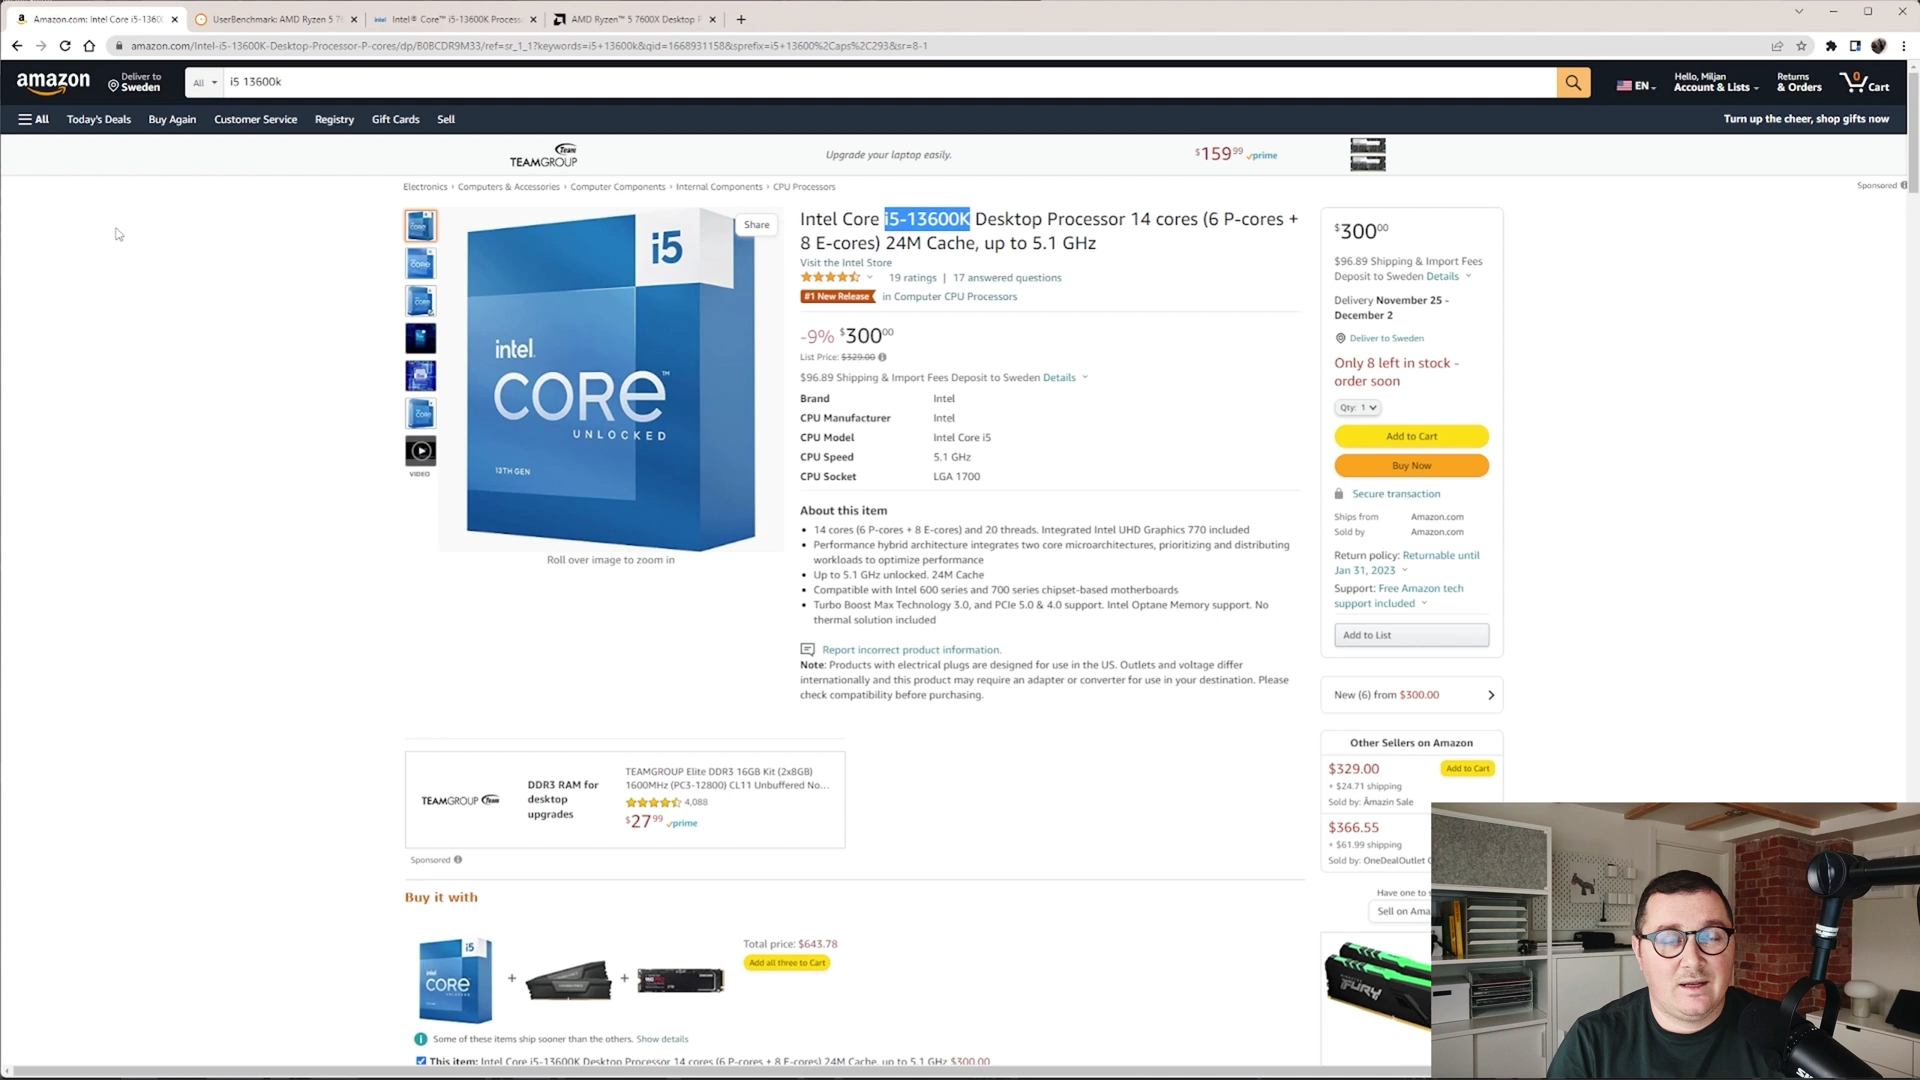 Amazon.com: Intel Core i5-1360
UserBenchmark: AMD Ryzen 5 7
Intel® Core™ i5-13600K Process
AMD Ryzen™ 5 7600X Desktop P
amazon.com/Intel-i5-13600K-Desktop-Processor-P-cores/dp/B0BCDR9M33/ref=sr_1_1?keywords=i5+13600k&qid=1668931158&sprefix=i5+13600%2Caps%2C293&sr=8-1
amazon
Deliver to
Sweden
All
i5 13600k
EN
Hello, Miljan
Account & Lists
Returns
& Orders
0
Cart
All
Today's Deals
Buy Again
Customer Service
Registry
Gift Cards
Sell
Turn up the cheer, shop gifts now
Team
TEAMGROUP
Upgrade your laptop easily.
$159 99 prime
Sponsored
Electronics › Computers & Accessories › Computer Components › Internal Components › CPU Processors
Share
i5
intel.
CORE™
UNLOCKED
13TH GEN
VIDEO
Roll over image to zoom in
Intel Core i5-13600K Desktop Processor 14 cores (6 P-cores +
8 E-cores) 24M Cache, up to 5.1 GHz
Visit the Intel Store
19 ratings | 17 answered questions
#1 New Release in Computer CPU Processors
-9% $300 00
List Price: $329.00
$96.89 Shipping & Import Fees Deposit to Sweden Details
Brand Intel
CPU Manufacturer Intel
CPU Model Intel Core i5
CPU Speed 5.1 GHz
CPU Socket LGA 1700
About this item
• 14 cores (6 P-cores + 8 E-cores) and 20 threads. Integrated Intel UHD Graphics 770 included
• Performance hybrid architecture integrates two core microarchitectures, prioritizing and distributing
workloads to optimize performance
• Up to 5.1 GHz unlocked. 24M Cache
• Compatible with Intel 600 series and 700 series chipset-based motherboards
• Turbo Boost Max Technology 3.0, and PCIe 5.0 & 4.0 support. Intel Optane Memory support. No
thermal solution included
Report incorrect product information.
Note: Products with electrical plugs are designed for use in the US. Outlets and voltage differ
internationally and this product may require an adapter or converter for use in your destination. Please
check compatibility before purchasing.
$300 00
$96.89 Shipping & Import Fees
Deposit to Sweden Details
Delivery November 25 -
December 2
Deliver to Sweden
Only 8 left in stock -
order soon
Qty: 1
Add to Cart
Buy Now
Secure transaction
Ships from Amazon.com
Sold by Amazon.com
Return policy: Returnable until
Jan 31, 2023
Support: Free Amazon tech
support included
Add to List
New (6) from $300.00
Other Sellers on Amazon
$329.00
Add to Cart
+ $24.71 shipping
Sold by: Âmazin Sale
$366.55
+ $61.99 shipping
Sold by: OneDealOutlet
Have one to
Sell on Ama
FURY
TEAMGROUP Team
DDR3 RAM for
desktop
upgrades
TEAMGROUP Elite DDR3 16GB Kit (2x8GB)
1600MHz (PC3-12800) CL11 Unbuffered No...
4,088
$27 99 prime
Sponsored
Buy it with
i5
intel
CORE
+
+
Total price: $643.78
Add all three to Cart
Some of these items ship sooner than the others. Show details
This item: Intel Core i5-13600K Desktop Processor 14 cores (6 P-cores + 8 E-cores) 24M Cache, up to 5.1 GHz $300.00